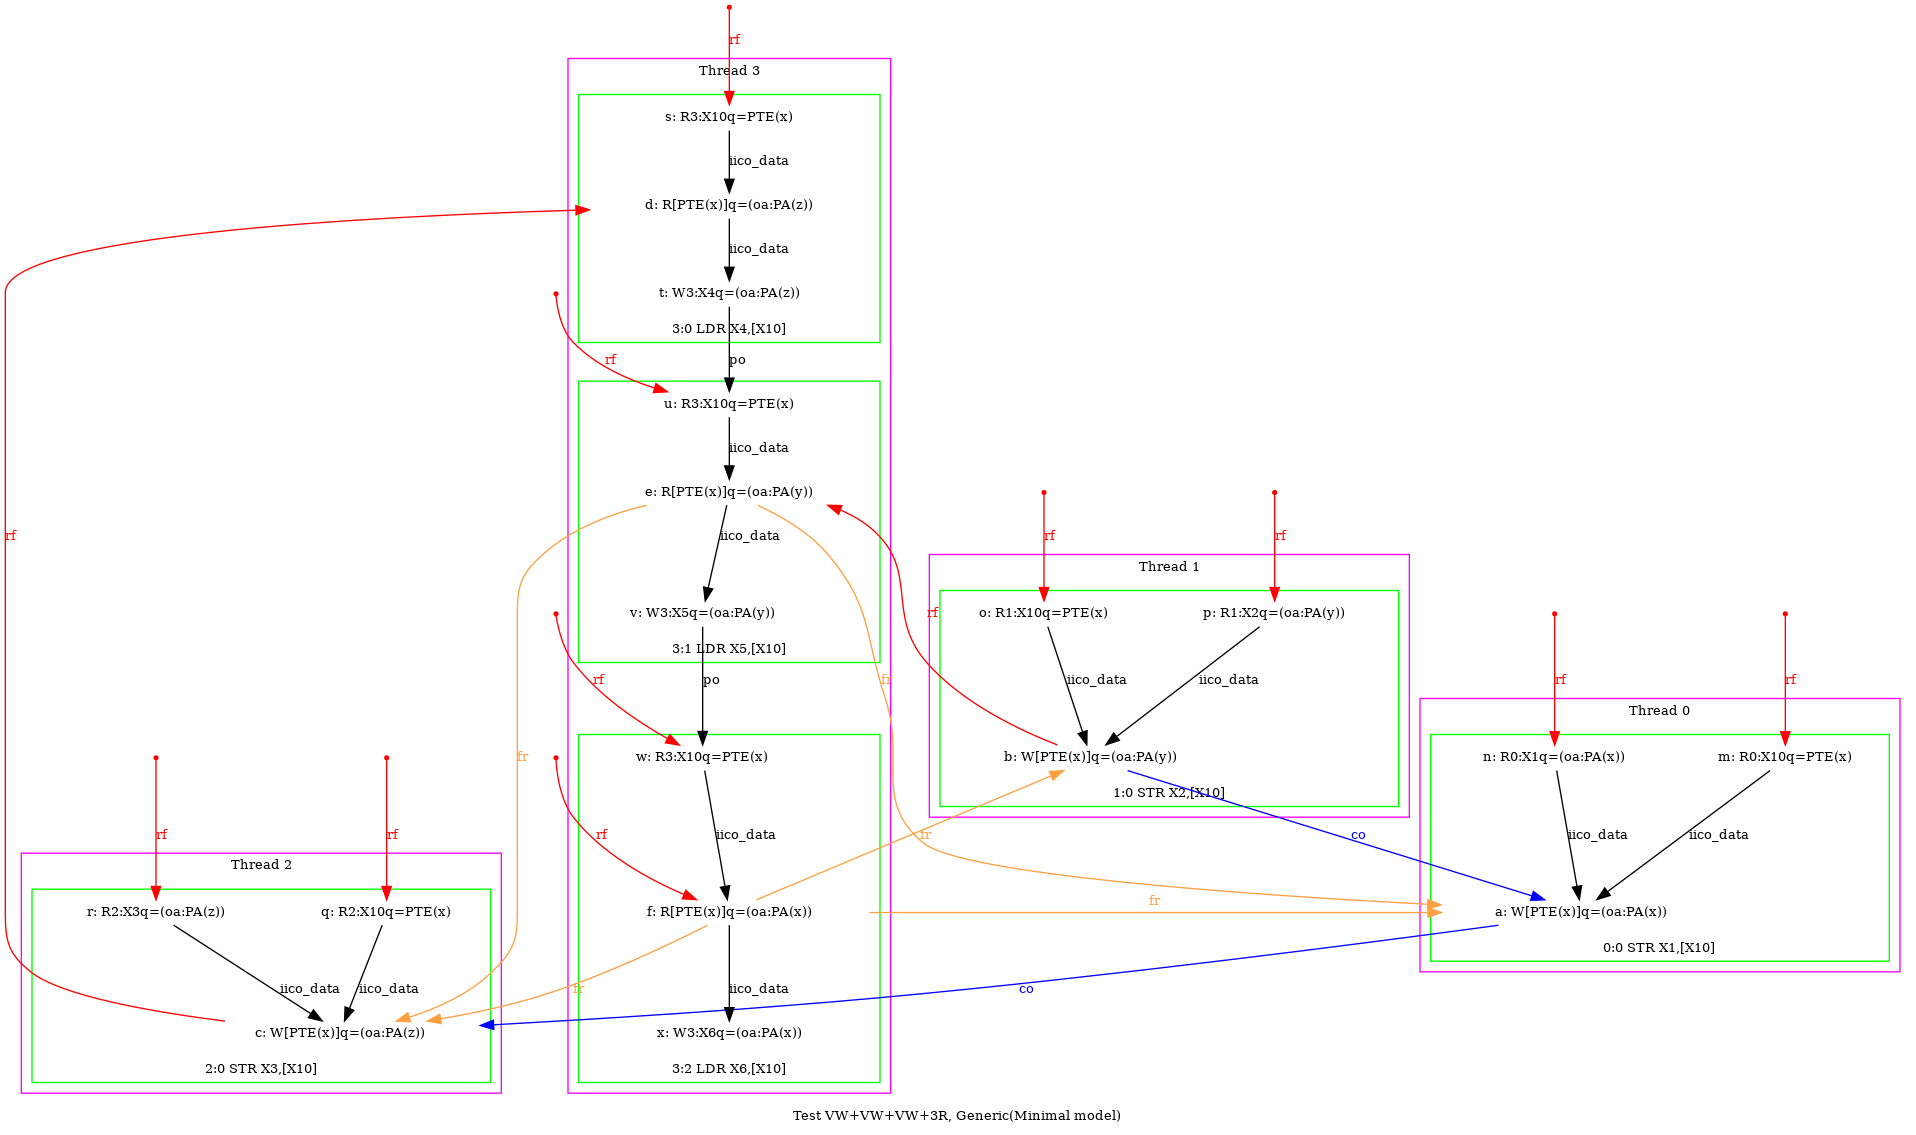 rf
Thread 3
s: R3:X10q=PTE(x)
iico_data
d: R[PTE(x)]q=(oa:PA(z))
iico_data
t: W3:X4q=(oa:PA(z))
3:0 LDR X4,[X10]
rf
po
u: R3:X10q=PTE(x)
iico_data
e: R[PTE(x)]q=(oa:PA(y))
iico_data
v: W3:X5q=(oa:PA(y))
3:1 LDR X5,[X10]
rf
po
fr
w: R3:X10q=PTE(x)
iico_data
rf
f: R[PTE(x)]q=(oa:PA(x))
iico_data
x: W3:X6q=(oa:PA(x))
3:2 LDR X6,[X10]
rf
fr
fr
fr
fr
rf
rf
rf
Thread 1
o: R1:X10q=PTE(x)
p: R1:X2q=(oa:PA(y))
iico_data
iico_data
b: W[PTE(x)]q=(oa:PA(y))
1:0 STR X2,[X10]
co
rf
rf
Thread 0
n: R0:X1q=(oa:PA(x))
m: R0:X10q=PTE(x)
iico_data
iico_data
a: W[PTE(x)]q=(oa:PA(x))
0:0 STR X1,[X10]
co
rf
rf
Thread 2
r: R2:X3q=(oa:PA(z))
q: R2:X10q=PTE(x)
iico_data
iico_data
c: W[PTE(x)]q=(oa:PA(z))
2:0 STR X3,[X10]
Test VW+VW+VW+3R, Generic(Minimal model)